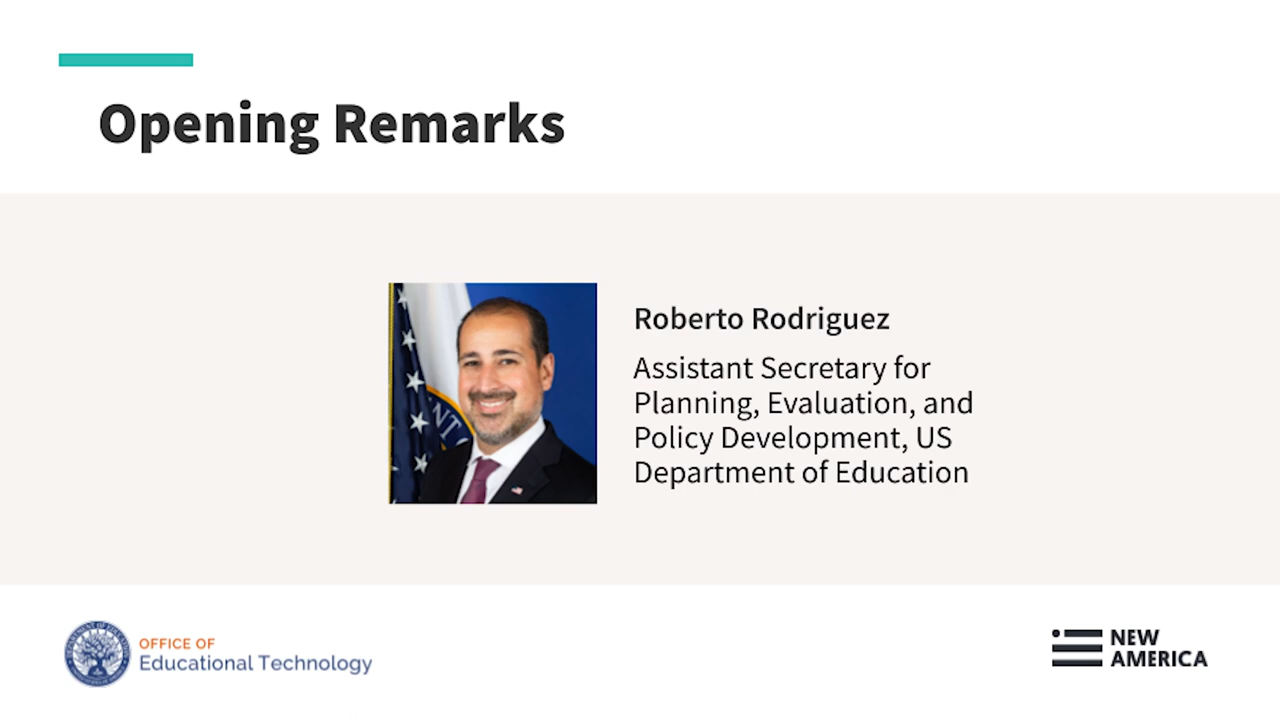 Opening Remarks
Roberto Rodriguez
Assistant Secretary for
Planning, Evaluation, and
Policy Development, US
Department of Education
OFFICE OF
Educational Technology
NEW
AMERICA